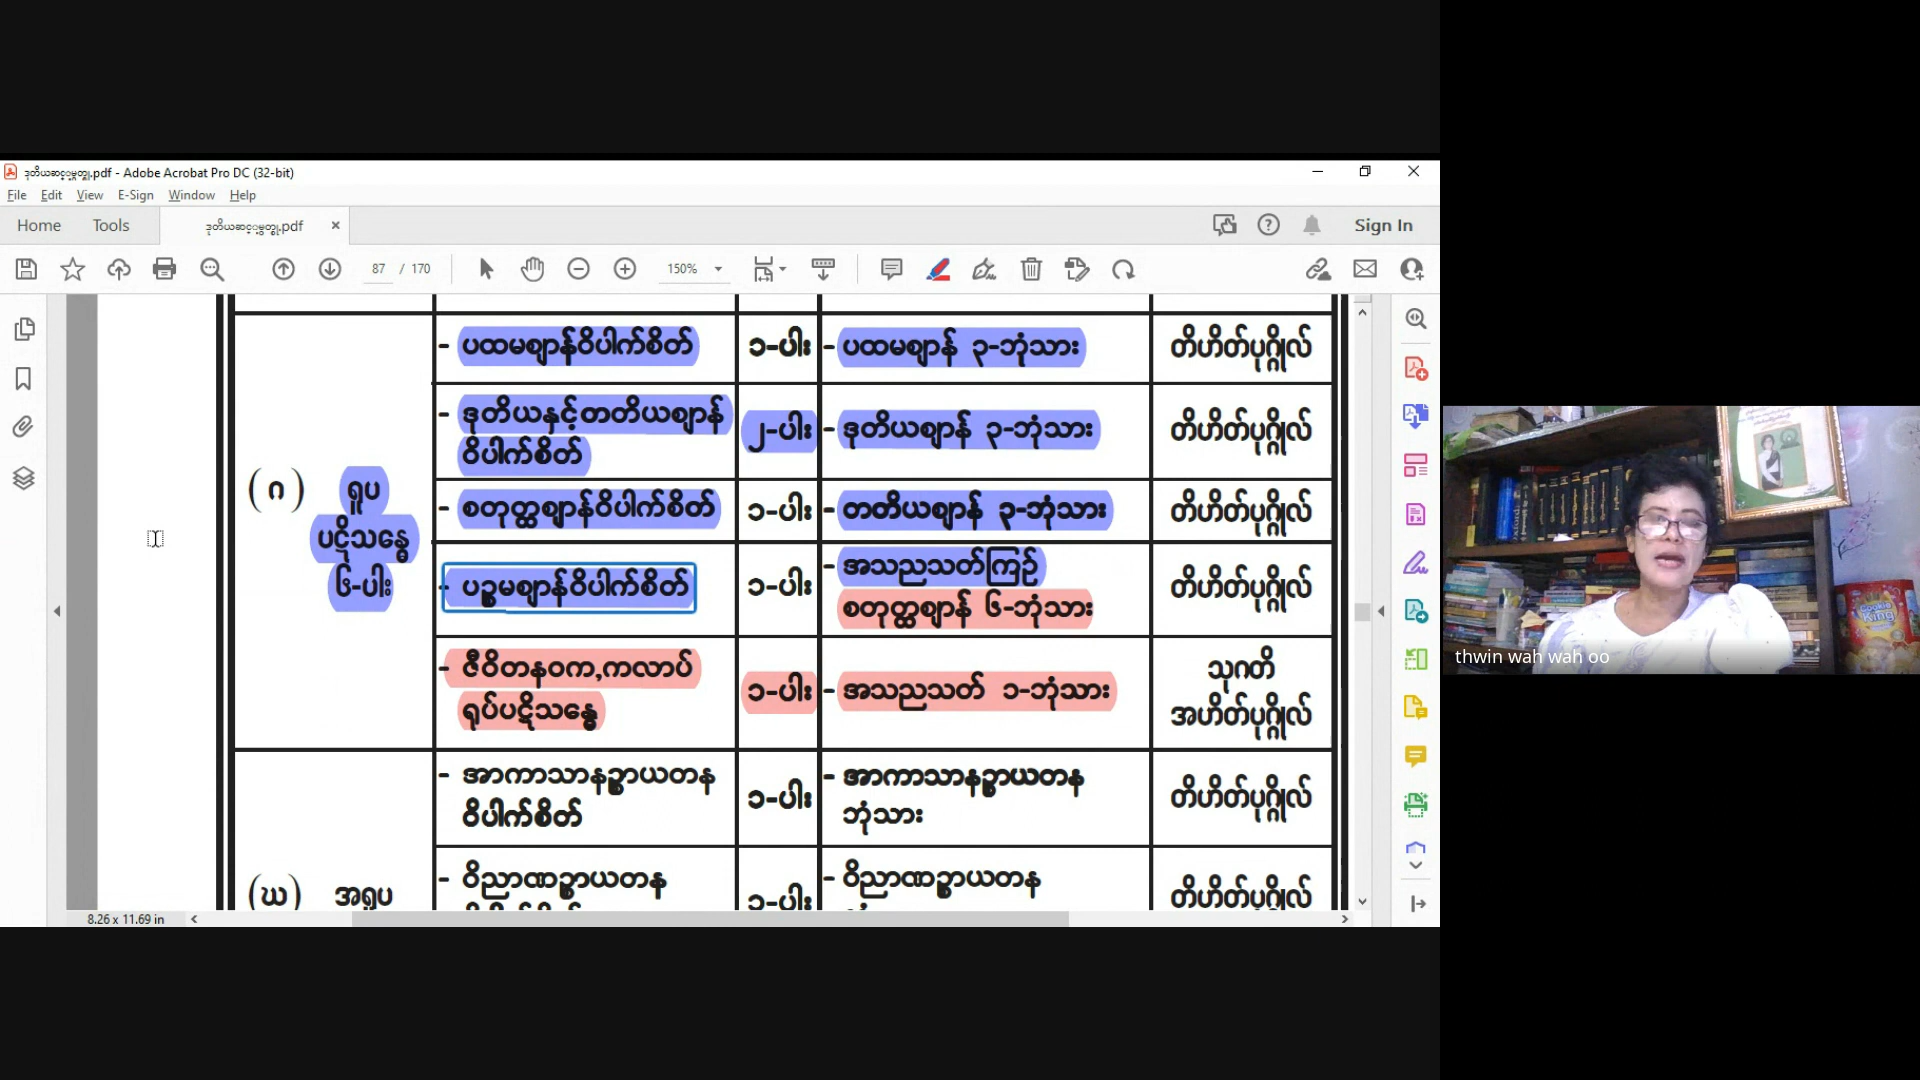 ဒုတိယဆင့်မှတ်စု.pdf - Adobe Acrobat Pro DC (32-bit)
File Edit View E-Sign Window Help
Home Tools .pdf × Sign In
87 / 170 150%
- ပထမဈာန်ဝိပါက်စိတ် ၁-ပါး - ပထမဈာန် ၃-ဘုံသား တိဟိတ်ပုဂ္ဂိုလ်
- ဒုတိယနှင့်တတိယဈာန် ၂-ပါး - ဒုတိယဈာန် ၃-ဘုံသား တိဟိတ်ပုဂ္ဂိုလ်
ဝိပါက်စိတ်
(ဂ) ရူပ
ပဋိသန္ဓေ
၆-ပါး
- စတုတ္ထဈာန်ဝိပါက်စိတ် ၁-ပါး - တတိယဈာန် ၃-ဘုံသား တိဟိတ်ပုဂ္ဂိုလ်
- ပဉ္စမဈာန်ဝိပါက်စိတ် ၁-ပါး - အသညသတ်ကြဉ် တိဟိတ်ပုဂ္ဂိုလ်
စတုတ္ထဈာန် ၆-ဘုံသား
- ဇီဝိတနဝက,ကလာပ် ၁-ပါး - အသညသတ် ၁-ဘုံသား သုဂတိ
ရုပ်ပဋိသန္ဓေ အဟိတ်ပုဂ္ဂိုလ်
- အာကာသာနဉ္စာယတန ၁-ပါး - အာကာသာနဉ္စာယတန တိဟိတ်ပုဂ္ဂိုလ်
ဝိပါက်စိတ် ဘုံသား
(ဃ) အရူပ - ဝိညာဏဉ္စာယတန ၁-ပါး - ဝိညာဏဉ္စာယတန တိဟိတ်ပုဂ္ဂိုလ်
8.26 x 11.69 in
thwin wah wah oo